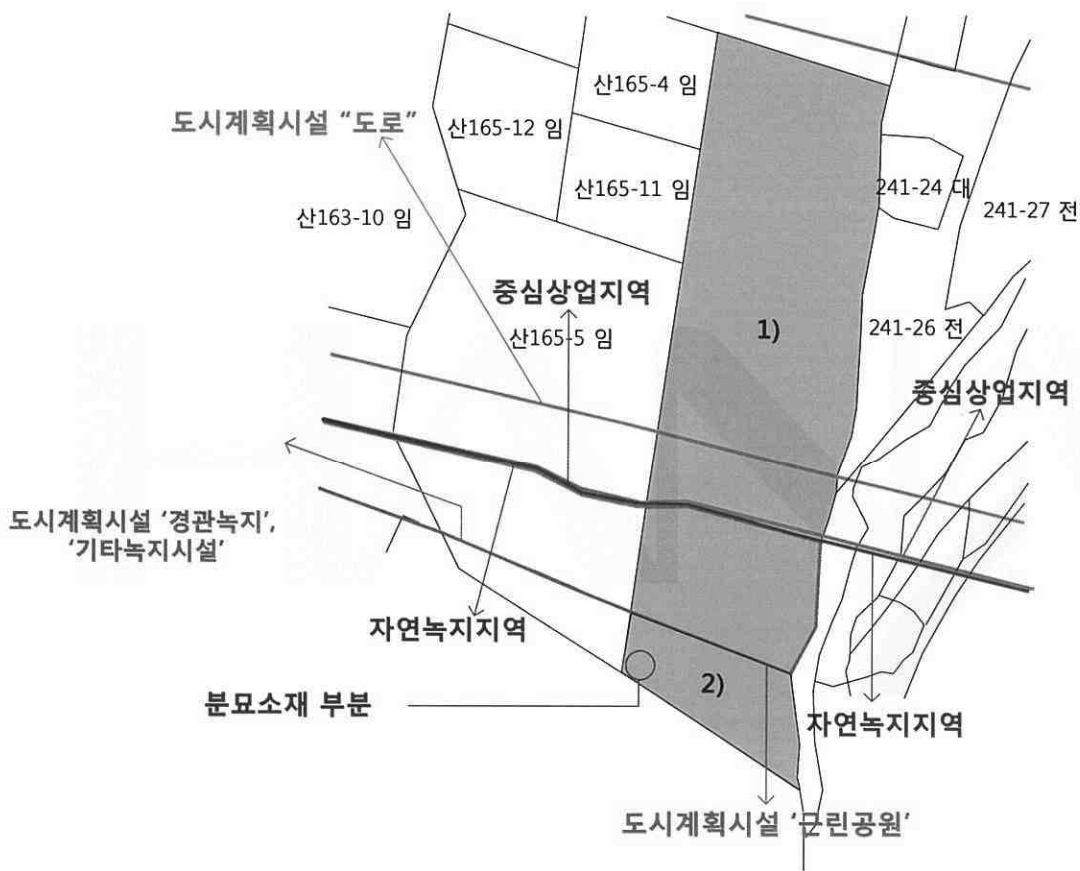 산165-4 임
도시계획시설 “도로”
산165-12 임
산165-11 임
241-24 대
산163-10 임
241-27 전
중심상업지역
산165-5 임
1)
241-26 전
중심상업지역
도시계획시설 ‘경관녹지’,
‘기타녹지시설’
자연녹지지역
분묘소재 부분
2)
자연녹지지역
도시계획시설 ‘근린공원’